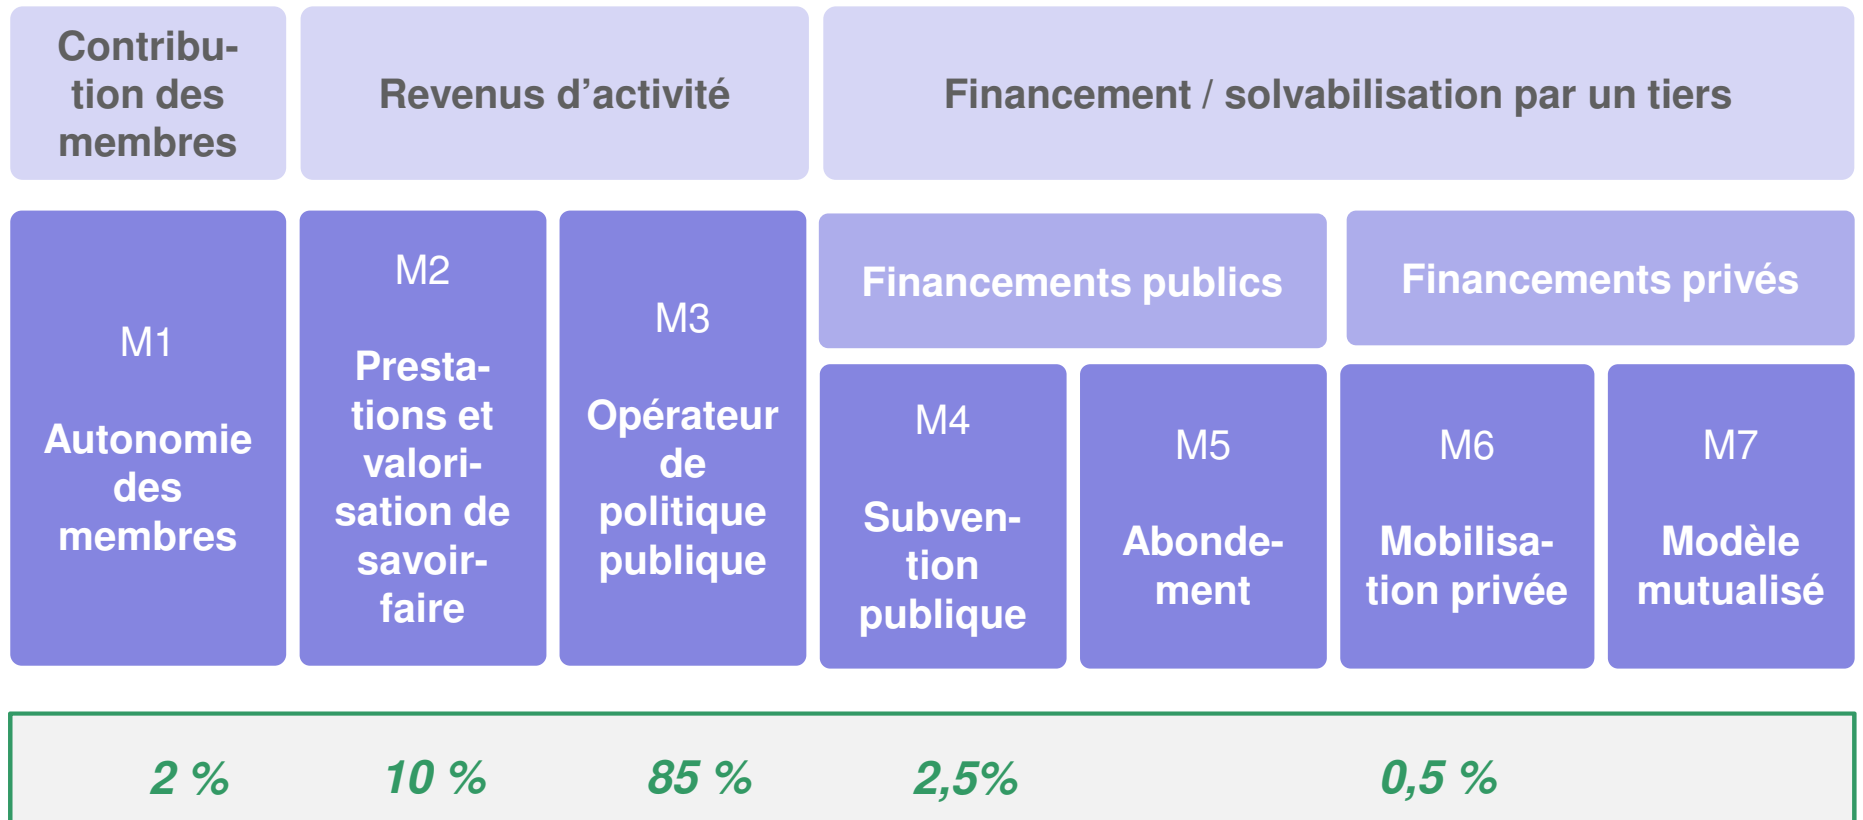 Contribu-
tion des
membres
Revenus d’activité
Financement / solvabilisation par un tiers
M1
Autonomie
des
membres
M2
Presta-
tions et
valori-
sation de
savoir-
faire
M3
Opérateur
de
politique
publique
Financements publics
Financements privés
M4
Subven-
tion
publique
M5
Abonde-
ment
M6
Mobilisa-
tion privée
M7
Modèle
mutualisé
2 %
10 %
85 %
2,5%
0,5 %